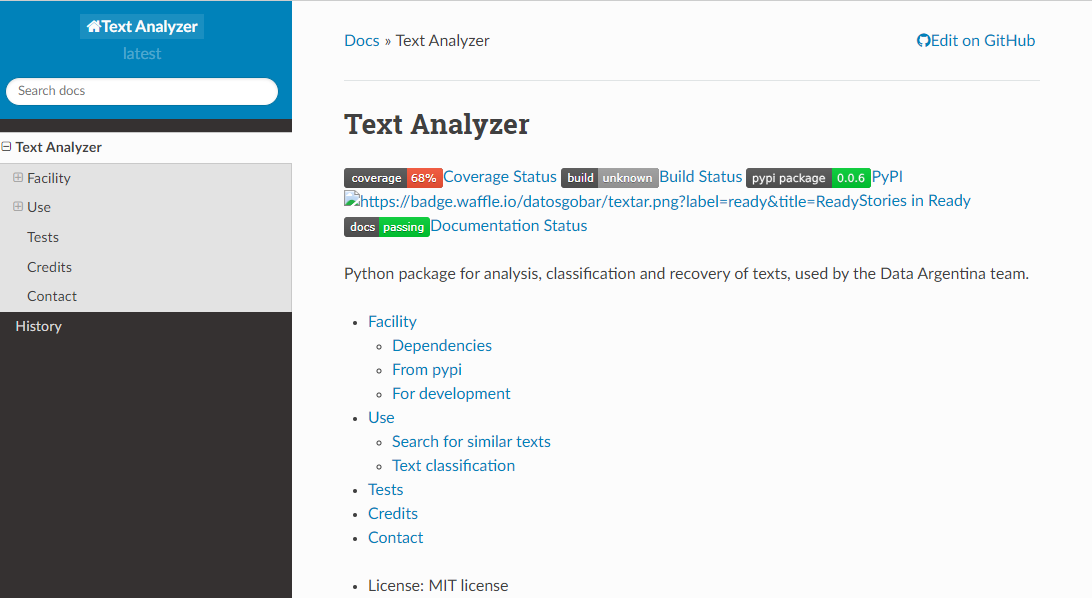 Text Analyzer
latest
Search docs
Text Analyzer
Facility
Use
Tests
Credits
Contact
History
Docs » Text Analyzer
Edit on GitHub
Text Analyzer
coverage 68% Coverage Status build unknown Build Status pypi package 0.0.6 PyPI
https://badge.waffle.io/datosgobar/textar.png?label=ready&title=ReadyStories in Ready
docs passing Documentation Status
Python package for analysis, classification and recovery of texts, used by the Data Argentina team.
Facility
Dependencies
From pypi
For development
Use
Search for similar texts
Text classification
Tests
Credits
Contact
License: MIT license